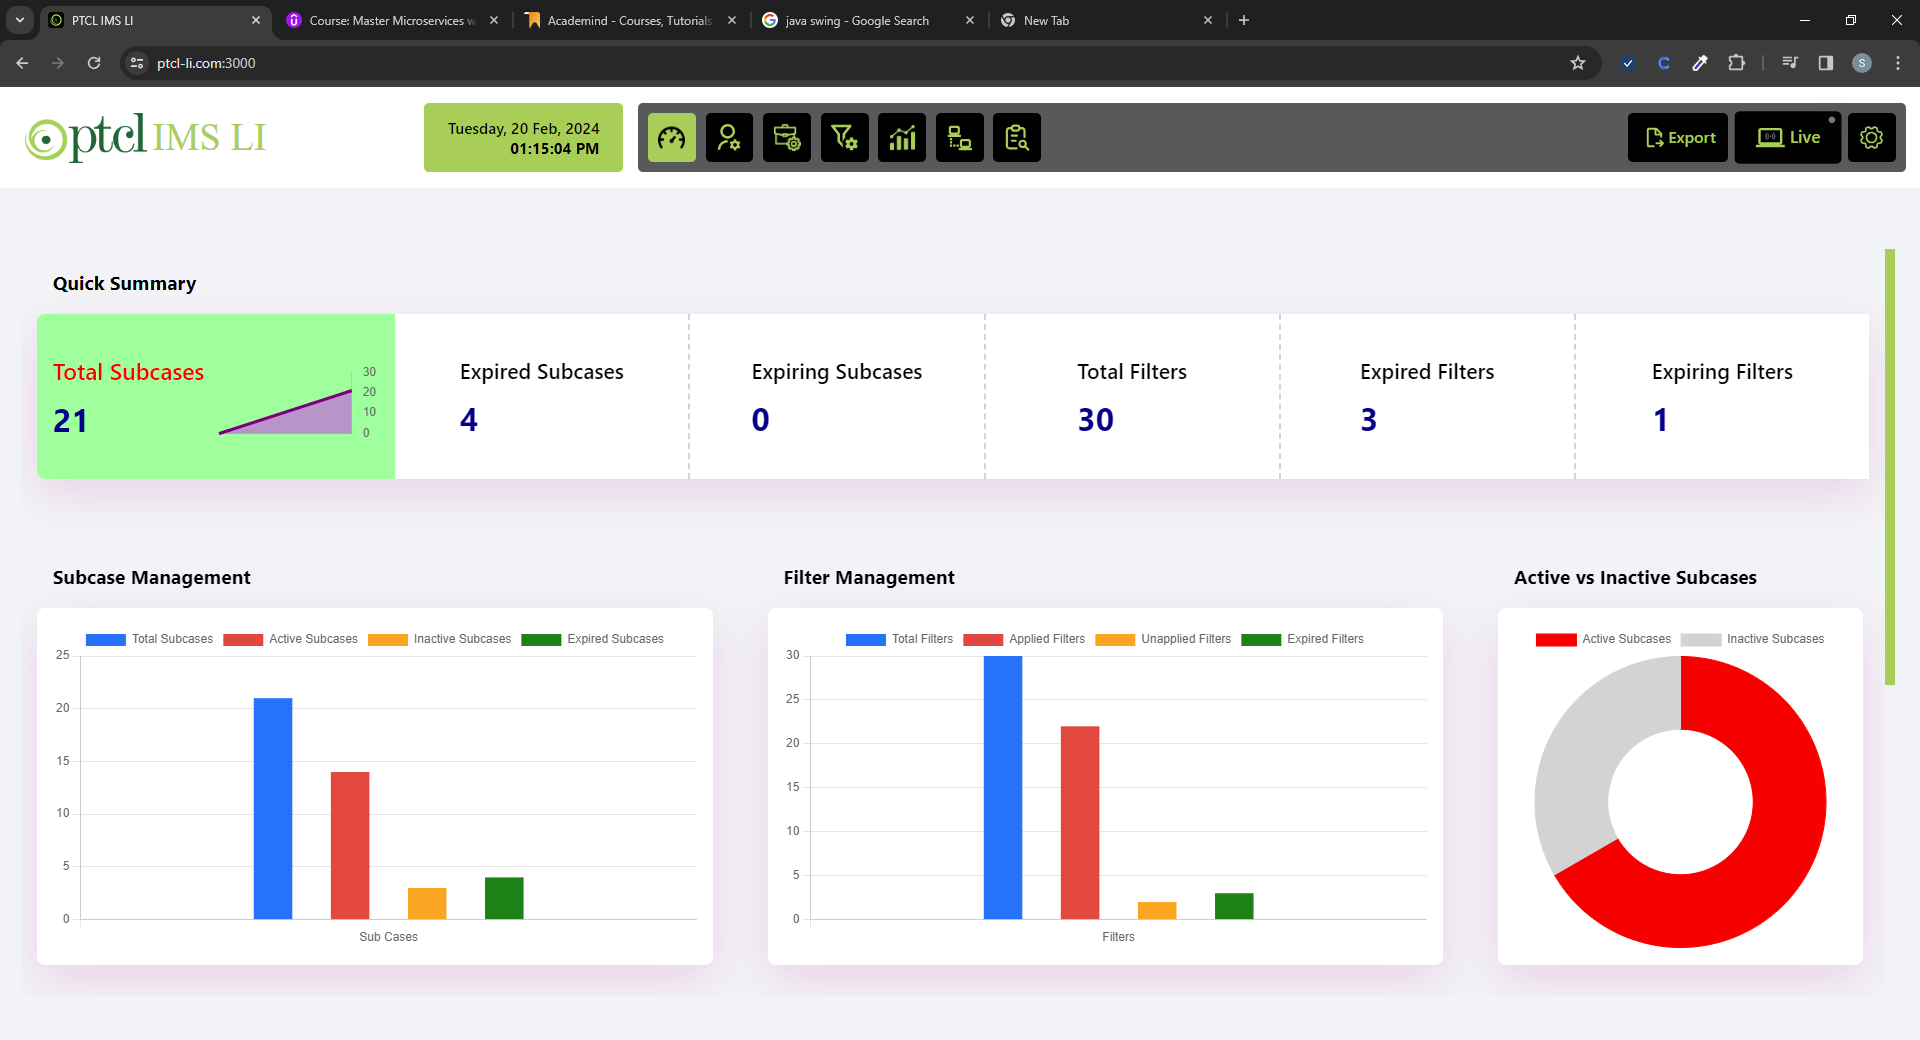 PTCL IMS LI
Course: Master Microservices w
Academind - Courses, Tutorials
java swing - Google Search
New Tab
ptcl-li.com:3000
S
ptcl IMS LI
Tuesday, 20 Feb, 2024
01:15:04 PM
Export
Live
Quick Summary
Total Subcases
21
30
20
10
0
Expired Subcases
4
Expiring Subcases
0
Total Filters
30
Expired Filters
3
Expiring Filters
1
Subcase Management
Total Subcases Active Subcases Inactive Subcases Expired Subcases
25
20
15
10
5
0
Sub Cases
Filter Management
Total Filters Applied Filters Unapplied Filters Expired Filters
30
25
20
15
10
5
0
Filters
Active vs Inactive Subcases
Active Subcases Inactive Subcases